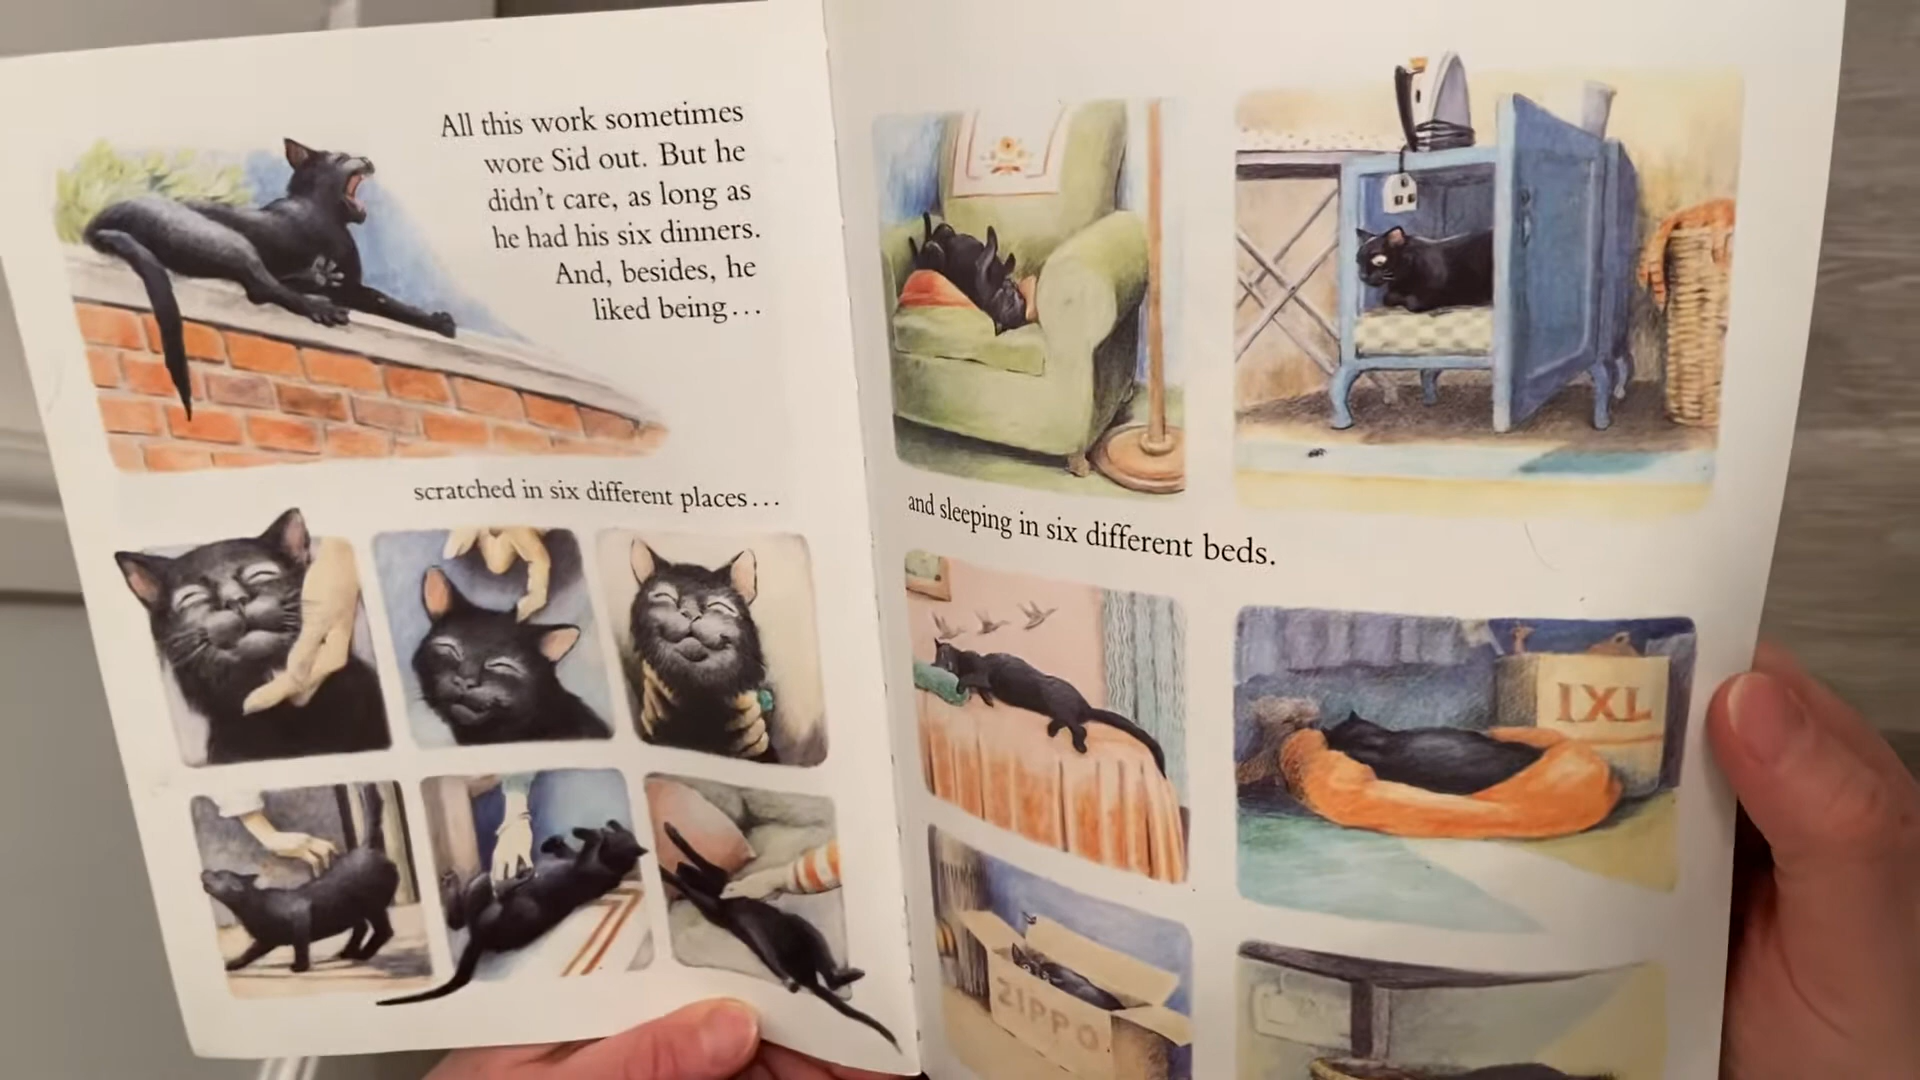 All this work sometimes
wore Sid out. But he
didn't care, as long as
he had his six dinners.
And, besides, he
liked being...
scratched in six different places...
and sleeping in six different beds.
IXL
ZIPPO